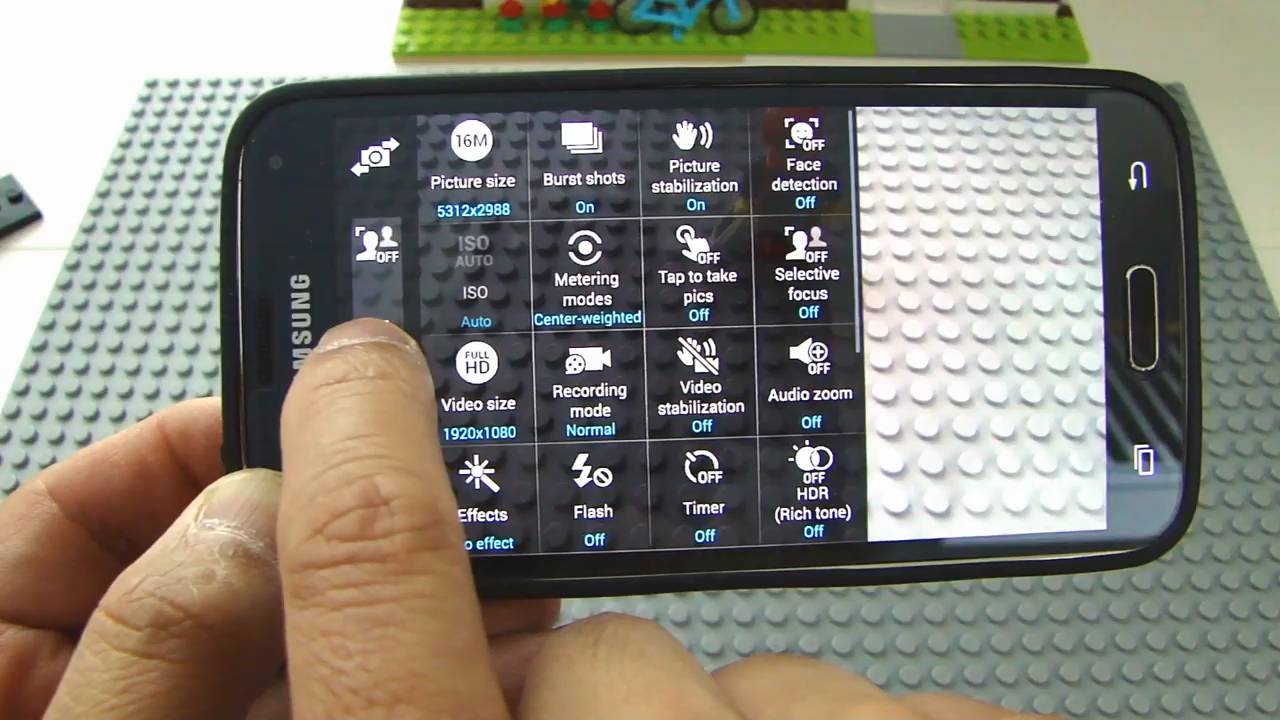 16M
Picture size
5312x2988
Burst shots
On
Picture
stabilization
On
OFF
Face
detection
Off
OFF
ISO
AUTO
ISO
Auto
Metering
modes
Center-weighted
OFF
Tap to take
pics
Off
OFF
Selective
focus
Off
MSUNG
FULL
HD
Video size
1920x1080
Recording
mode
Normal
Video
stabilization
Off
OFF
Audio zoom
Off
Effects
o effect
Flash
Off
OFF
Timer
Off
OFF
HDR
(Rich tone)
Off